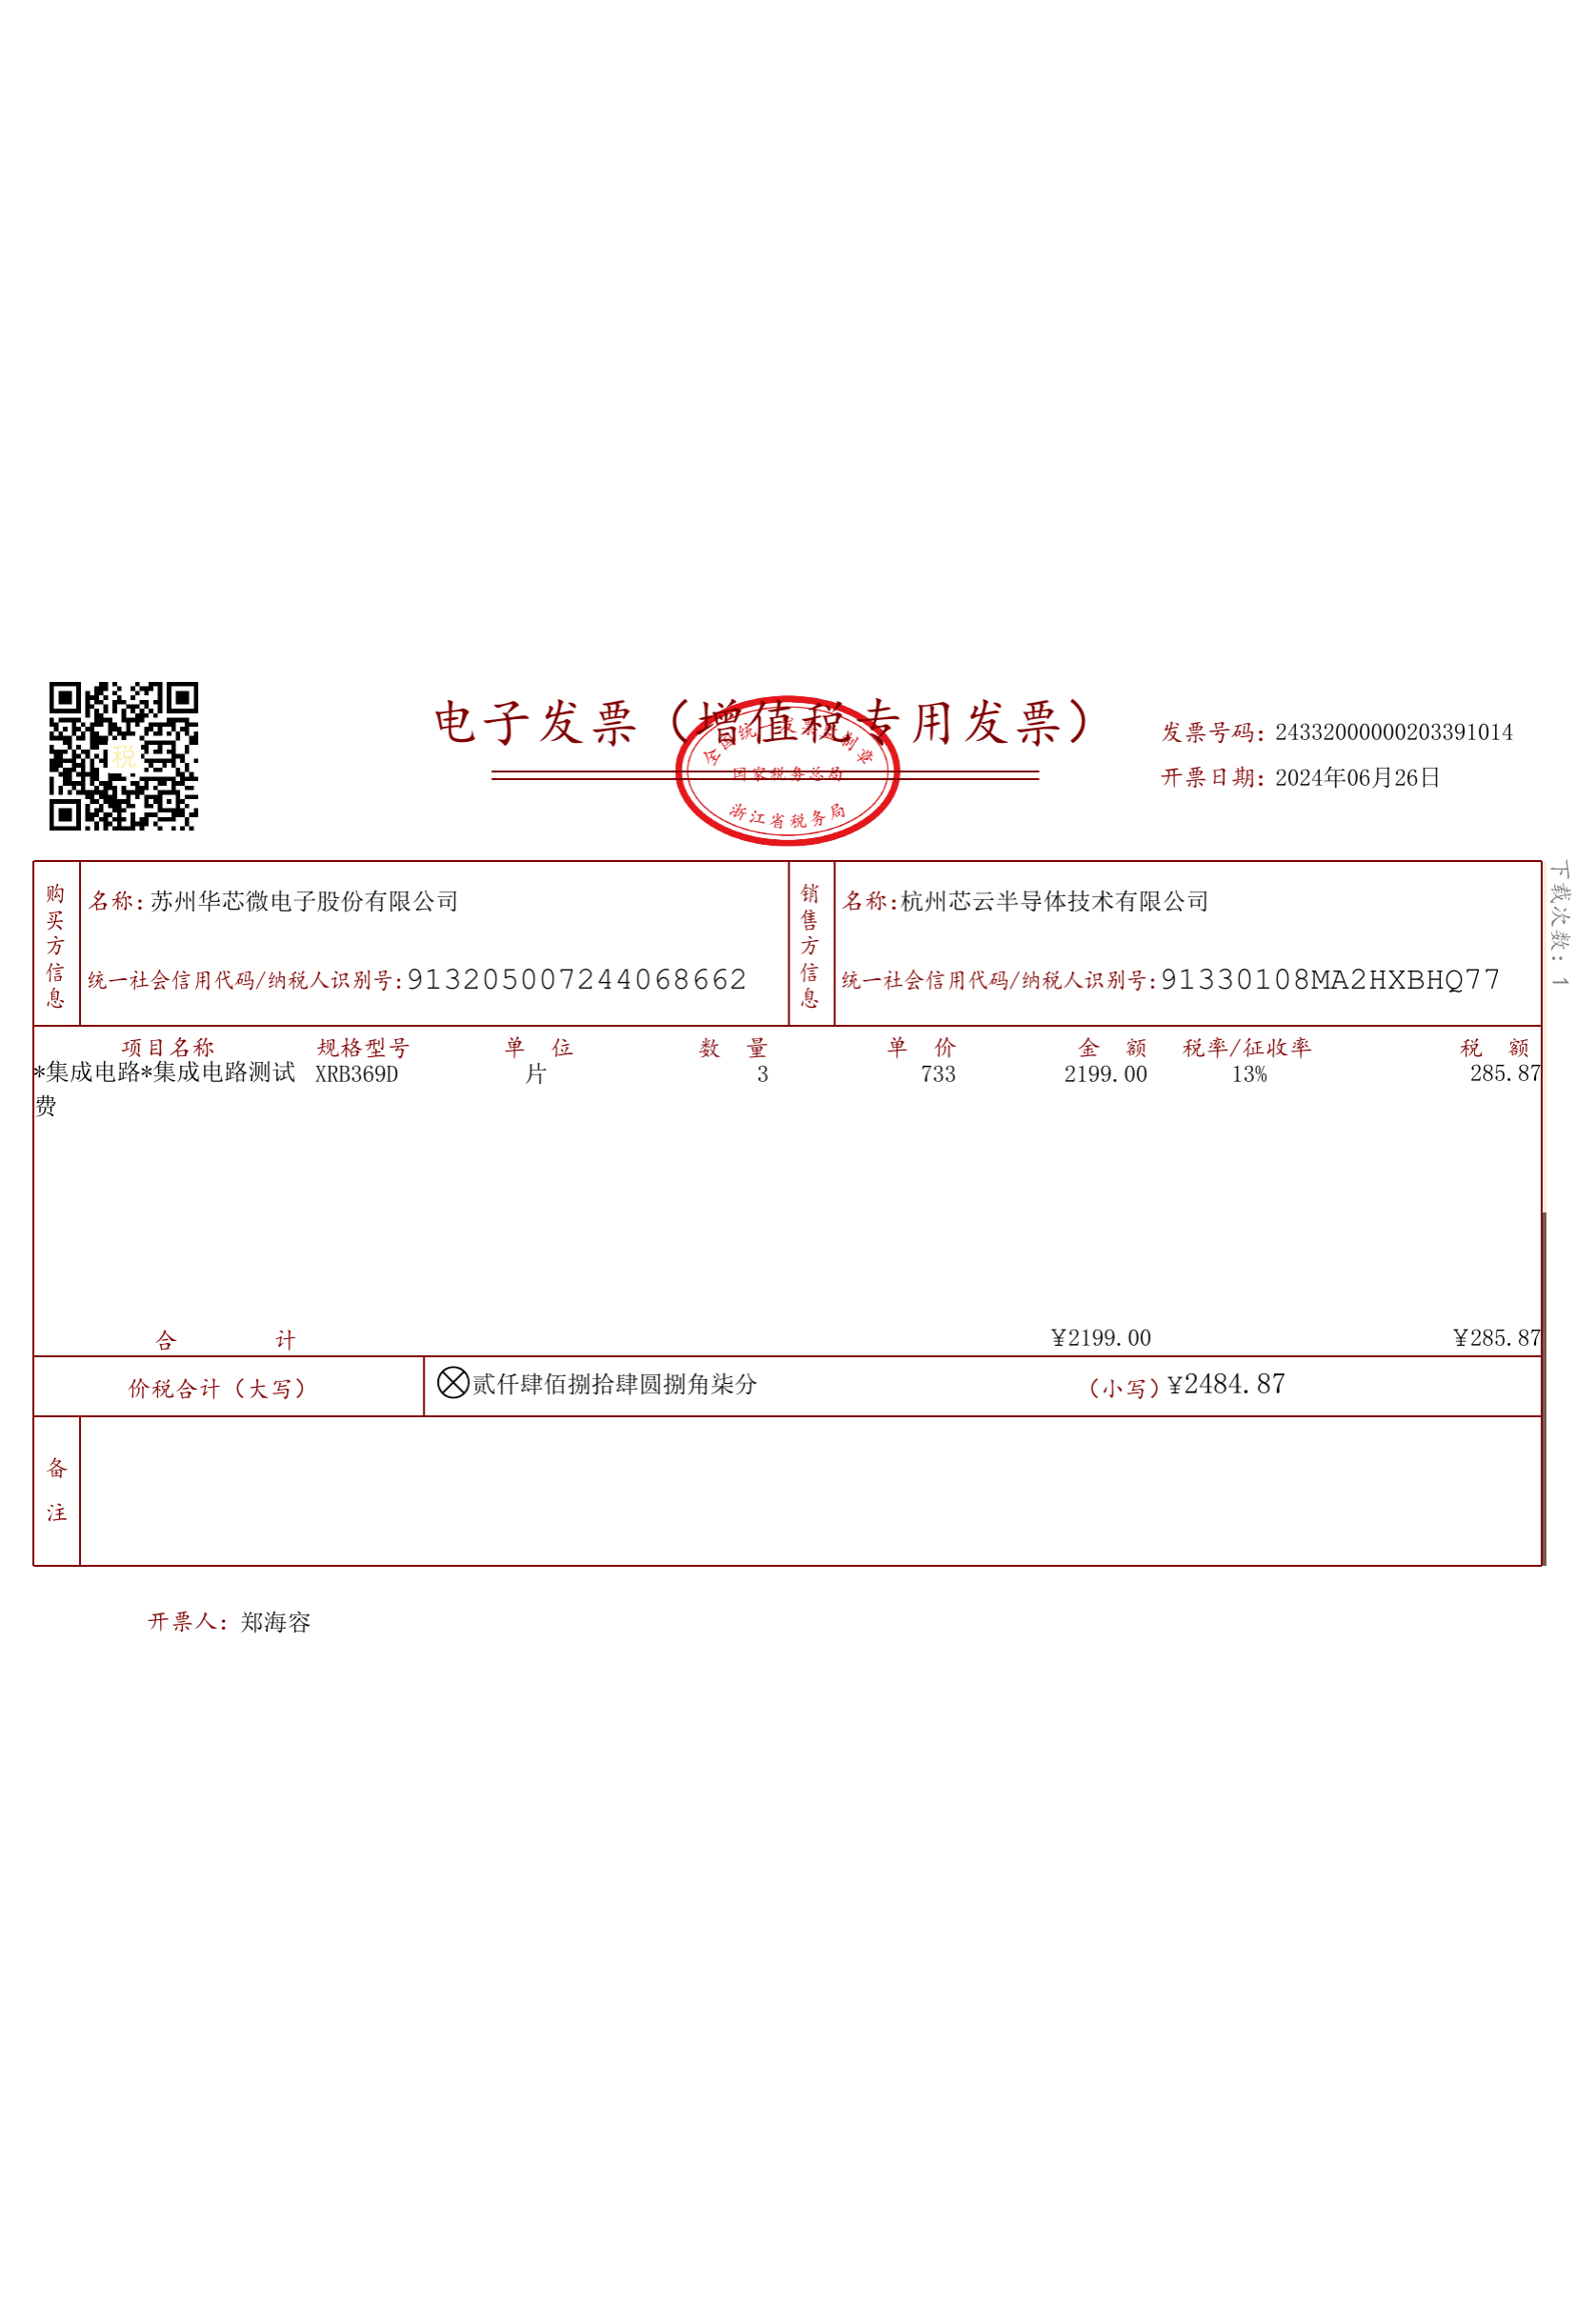 税
电子发票（增值税专用发票）
全国统一发票监制章
国家税务总局
浙江省税务局
发票号码：24332000000203391014
开票日期：2024年06月26日
下载次数：1
购买方信息
名称：苏州华芯微电子股份有限公司
统一社会信用代码/纳税人识别号：913205007244068662
销售方信息
名称：杭州芯云半导体技术有限公司
统一社会信用代码/纳税人识别号：91330108MA2HXBHQ77
项目名称 规格型号 单 位 数 量 单 价 金 额 税率/征收率 税 额
*集成电路*集成电路测试 XRB369D 片 3 733 2199.00 13% 285.87
费
合 计 ¥2199.00 ¥285.87
价税合计（大写） ⊗贰仟肆佰捌拾肆圆捌角柒分 （小写）¥2484.87
备注
开票人：郑海容